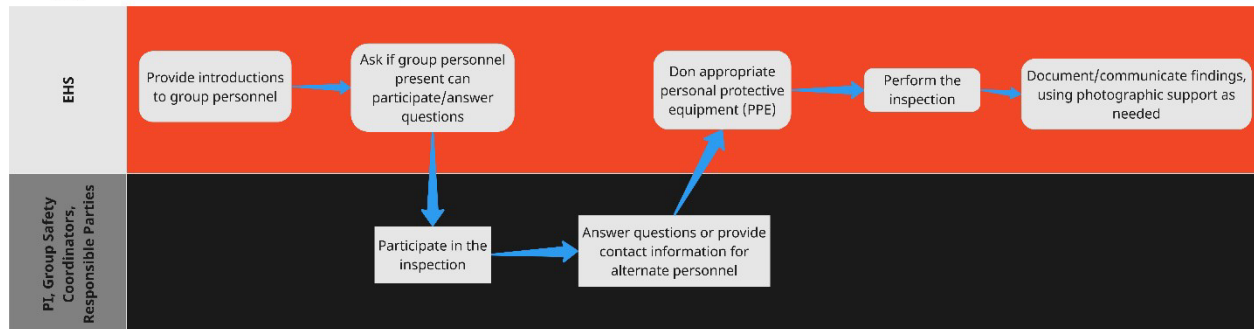 EHS
Provide introductions
to group personnel
Ask if group personnel
present can
participate/answer
questions
Don appropriate
personal protective
equipment (PPE)
Perform the
inspection
Document/communicate findings,
using photographic support as
needed
PI, Group Safety
Coordinators,
Responsible Parties
Participate in the
inspection
Answer questions or provide
contact information for
alternate personnel